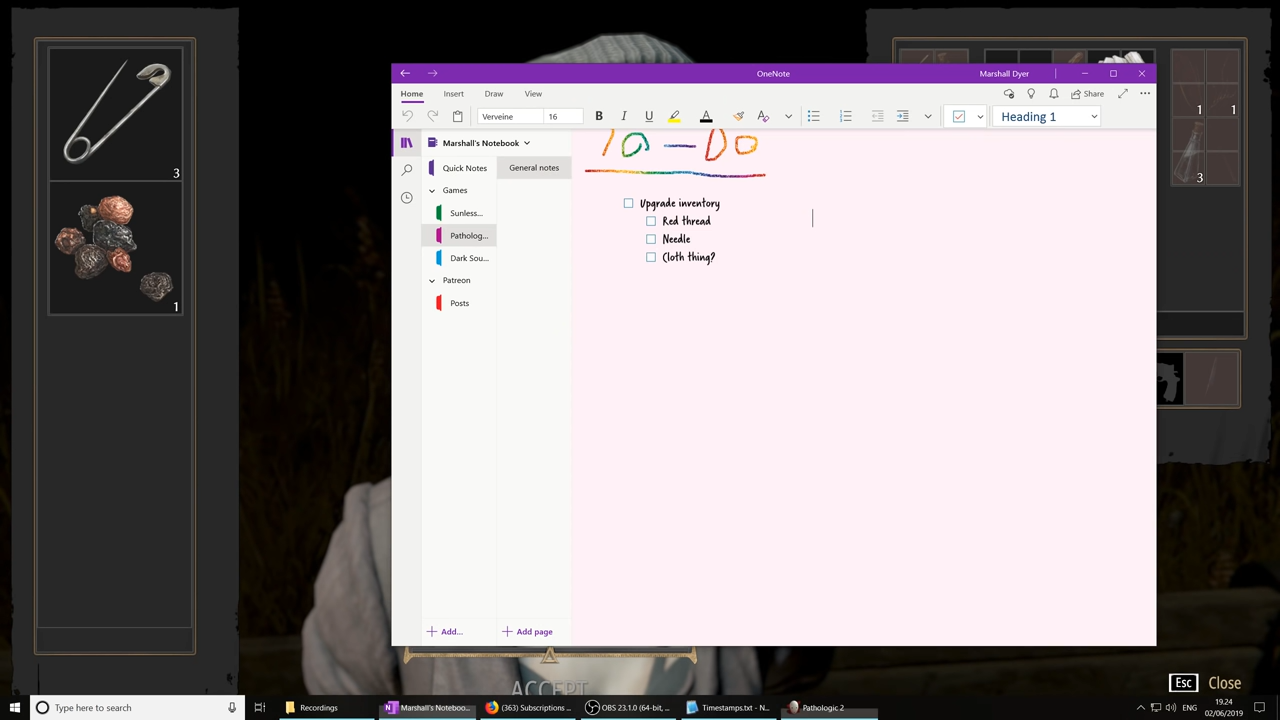 3
1
OneNote
Marshall Dyer
Home
Insert
Draw
View
Share
Verveine
16
B
I
U
A
Heading 1
Marshall's Notebook
Quick Notes
Games
Sunless...
Patholog...
Dark Sou...
Patreon
Posts
General notes
To-Do
Upgrade inventory
Red thread
Needle
Cloth thing?
1
1
3
Add...
Add page
ACCEPT
Esc Close
Type here to search
Recordings
Marshall's Noteboo...
(363) Subscriptions ...
OBS 23.1.0 (64-bit, ...
Timestamps.txt - N...
Pathologic 2
ENG
19.24
02/06/2019